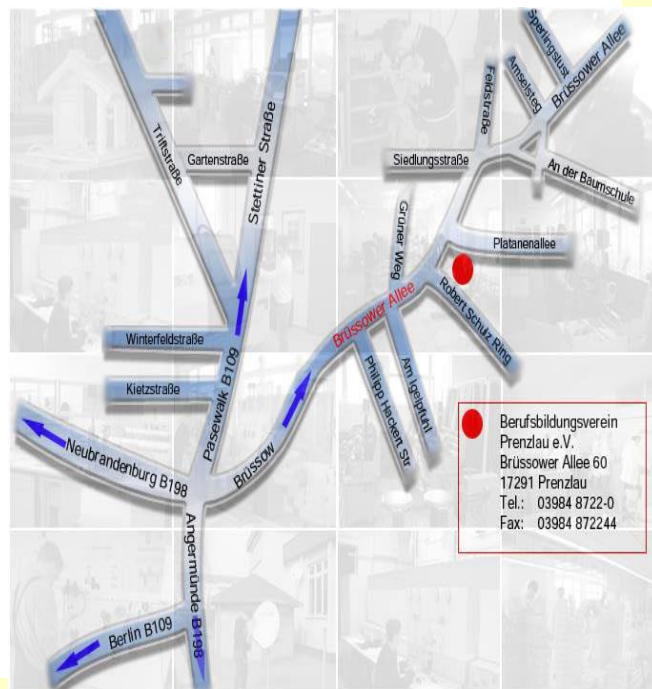 Sperlingslust
Amselsteg
Brüssower Allee
Feldstraße
Triftstraße
Gartenstraße
Stettiner Straße
Siedlungsstraße
An der Baumschule
Grüner Weg
Platanenallee
Brüssower Allee
Robert Schulz Ring
Winterfeldstraße
Pasewalk B109
Philipp Hackert Str
Am Igelpfuhl
Kietzstraße
Neubrandenburg B198
Brüssow
Angermünde B198
Berlin B109
Berufsbildungsverein
Prenzlau e.V.
Brüssower Allee 60
17291 Prenzlau
Tel.: 03984 8722-0
Fax: 03984 872244